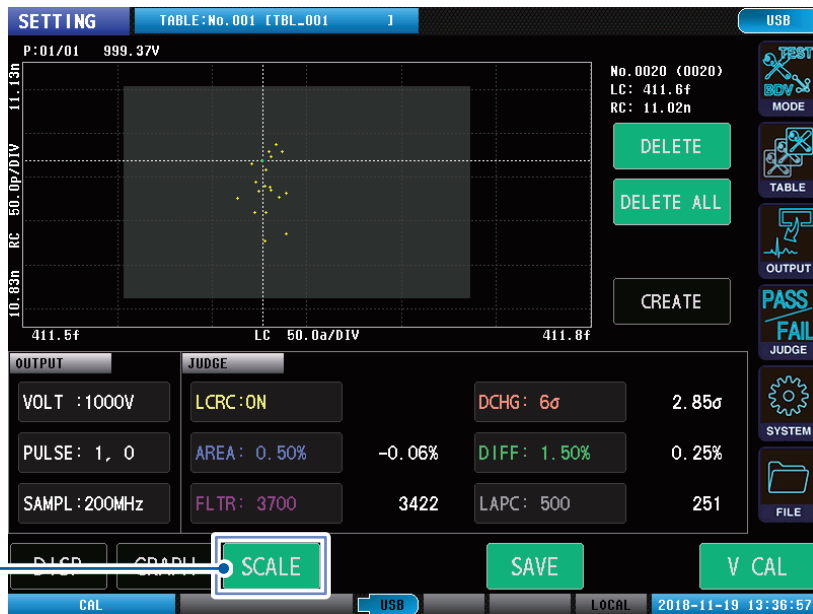 SETTING
TABLE:No.001 [TBL_001 ]
USB
P:01/01 999.37V
11.13n
RC 50.0p/DIV
10.83n
411.5f
LC 50.0a/DIV
411.8f
No.0020 (0020)
LC: 411.6f
RC: 11.02n
DELETE
DELETE ALL
CREATE
TEST
BDV
MODE
TABLE
OUTPUT
PASS
FAIL
JUDGE
SYSTEM
FILE
OUTPUT
VOLT :1000V
PULSE: 1, 0
SAMPL:200MHz
JUDGE
LCRC:ON
DCHG: 6σ
2.85σ
AREA: 0.50%
-0.06%
DIFF: 1.50%
0.25%
FLTR: 3700
3422
LAPC: 500
251
DISP
GRAPH
SCALE
SAVE
V CAL
CAL
USB
LOCAL
2018-11-19 13:36:57